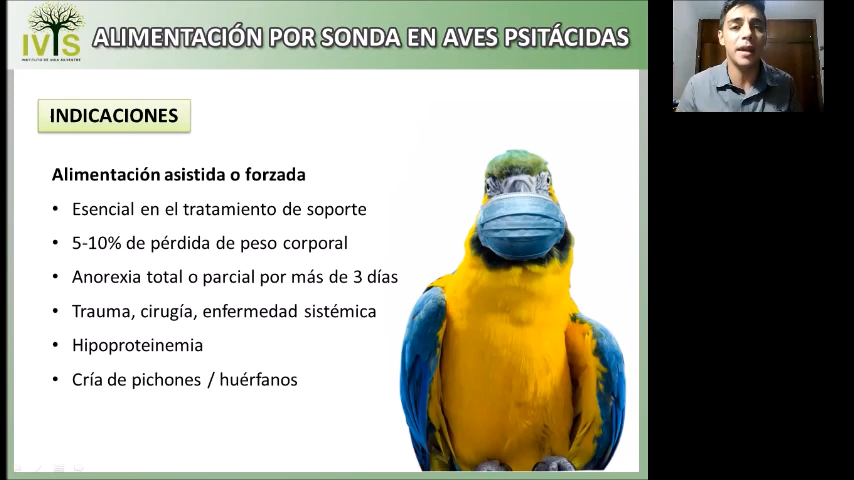 IVIS
INSTITUTO DE VIDA SILVESTRE
ALIMENTACIÓN POR SONDA EN AVES PSITÁCIDAS
INDICACIONES
Alimentación asistida o forzada
• Esencial en el tratamiento de soporte
• 5-10% de pérdida de peso corporal
• Anorexia total o parcial por más de 3 días
• Trauma, cirugía, enfermedad sistémica
• Hipoproteinemia
• Cría de pichones / huérfanos